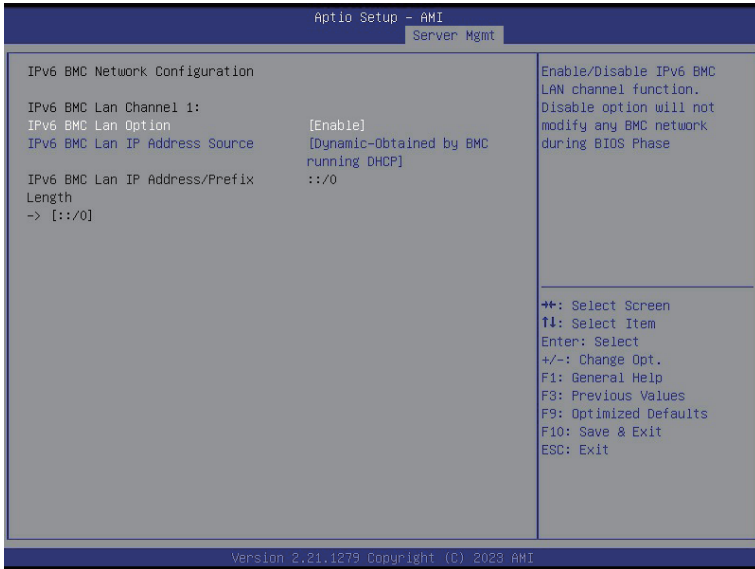 Aptio Setup - AMI
Server Mgmt
IPv6 BMC Network Configuration
IPv6 BMC Lan Channel 1:
IPv6 BMC Lan Option [Enable]
IPv6 BMC Lan IP Address Source [Dynamic-Obtained by BMC
running DHCP]
IPv6 BMC Lan IP Address/Prefix ::/0
Length
-> [::/0]
Enable/Disable IPv6 BMC
LAN channel function.
Disable option will not
modify any BMC network
during BIOS Phase
→←: Select Screen
↑↓: Select Item
Enter: Select
+/-: Change Opt.
F1: General Help
F3: Previous Values
F9: Optimized Defaults
F10: Save & Exit
ESC: Exit
Version 2.21.1279 Copyright (C) 2023 AMI